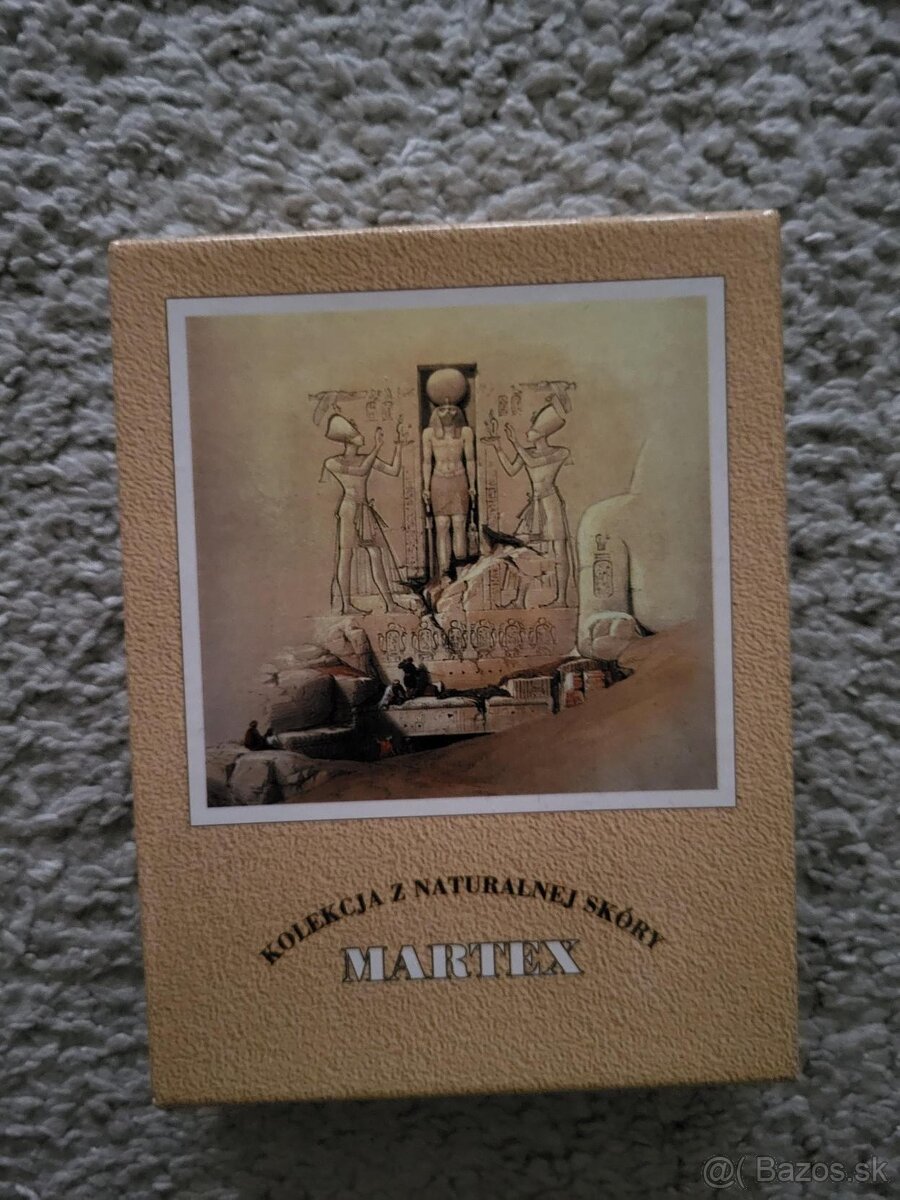 KOLEKCJA Z NATURALNEJ SKÓRY
MARTEX
@( Bazos.sk